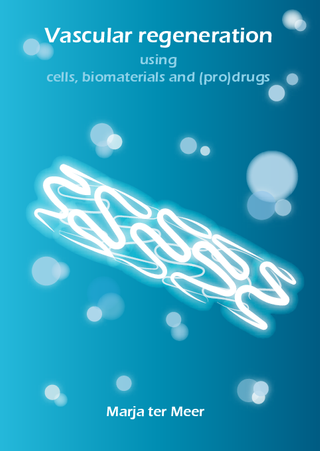 Vascular regeneration
using
cells, biomaterials and (pro)drugs
Marja ter Meer